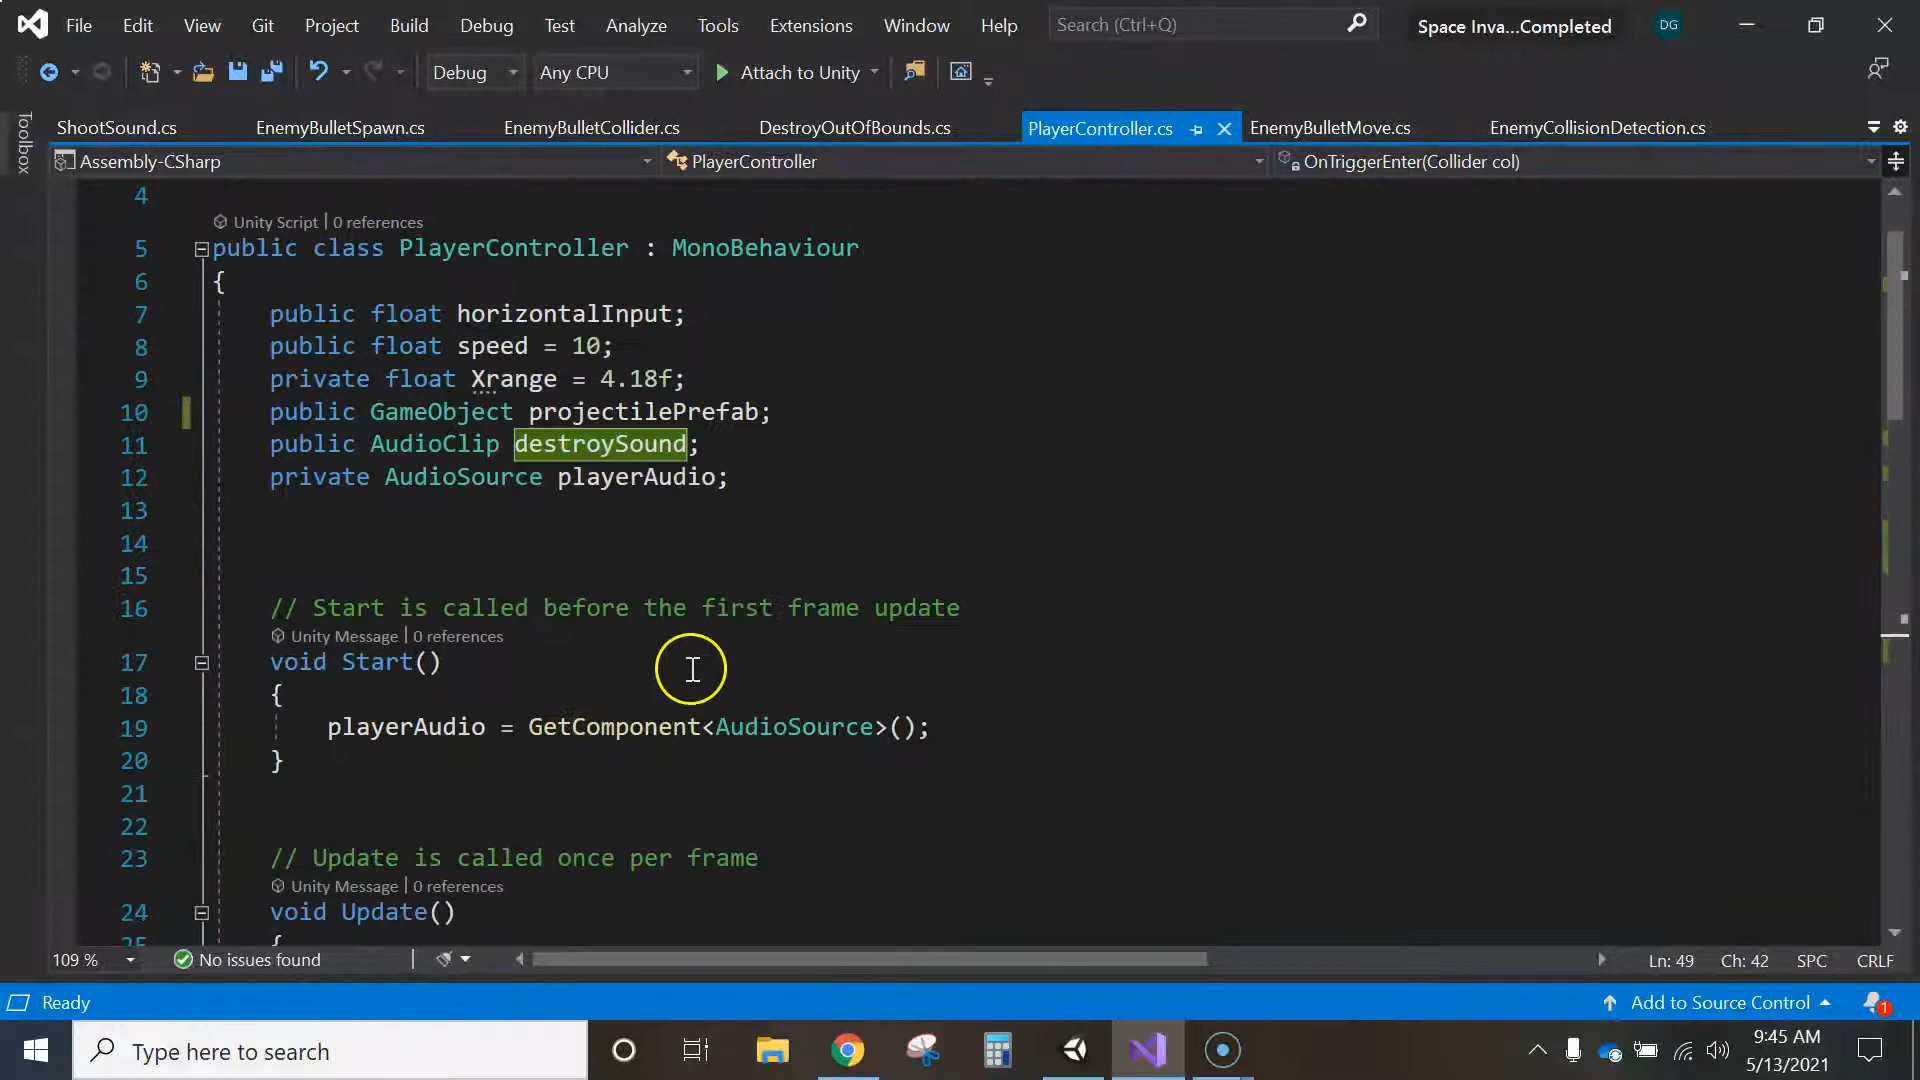 File Edit View Git Project Build Debug Test Analyze Tools Extensions Window Help Search (Ctrl+Q) Space Inva...Completed DG
Debug Any CPU Attach to Unity
Toolbox
ShootSound.cs EnemyBulletSpawn.cs EnemyBulletCollider.cs DestroyOutOfBounds.cs PlayerController.cs EnemyBulletMove.cs EnemyCollisionDetection.cs
Assembly-CSharp PlayerController OnTriggerEnter(Collider col)
4
Unity Script | 0 references
5 public class PlayerController : MonoBehaviour
6 {
7 public float horizontalInput;
8 public float speed = 10;
9 private float Xrange = 4.18f;
10 public GameObject projectilePrefab;
11 public AudioClip destroySound;
12 private AudioSource playerAudio;
13
14
15
16 // Start is called before the first frame update
Unity Message | 0 references
17 void Start()
18 {
19 playerAudio = GetComponent<AudioSource>();
20 }
21
22
23 // Update is called once per frame
Unity Message | 0 references
24 void Update()
25 {
109 % No issues found Ln: 49 Ch: 42 SPC CRLF
Ready Add to Source Control 1
Type here to search 9:45 AM
5/13/2021